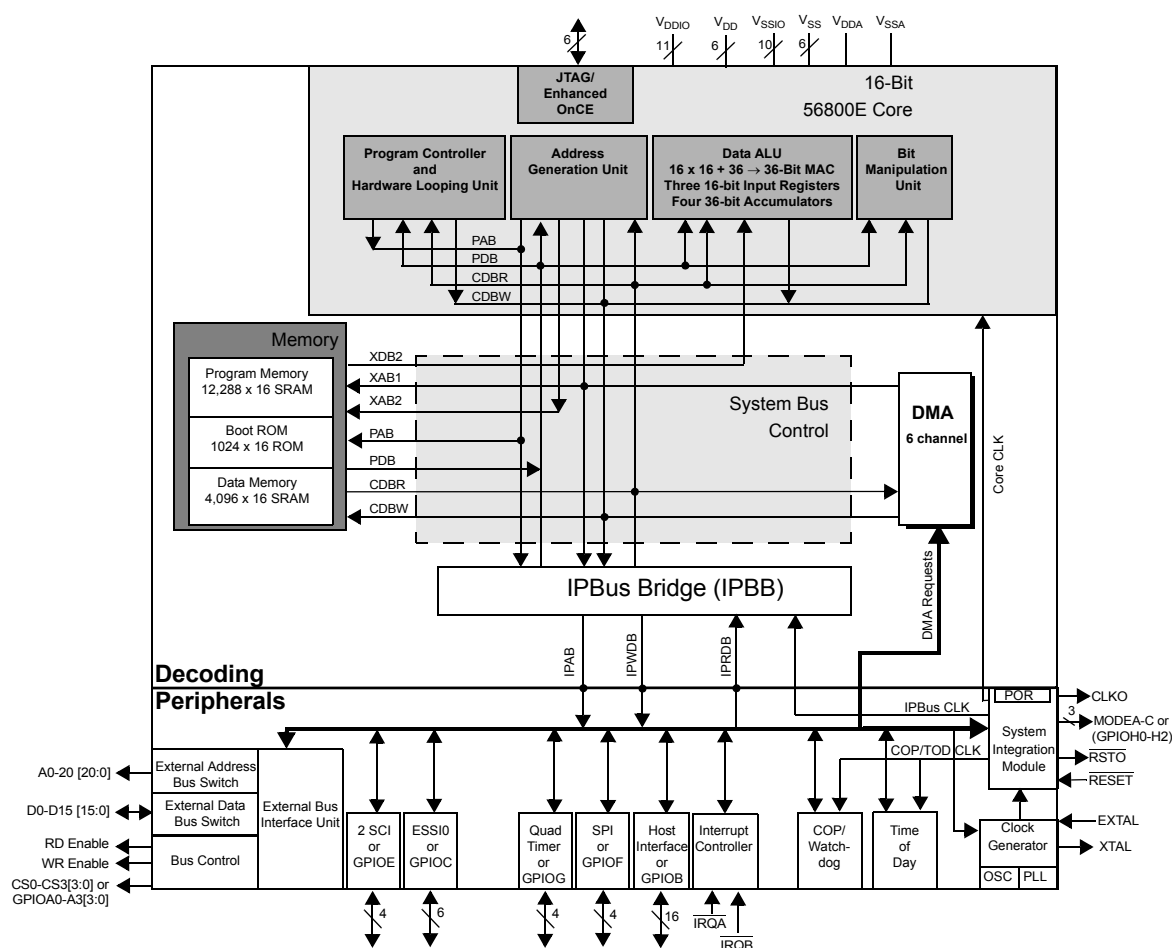 V_DDIO V_DD V_SSIO V_SS V_DDA V_SSA
6 11 6 10 6
JTAG/
Enhanced
OnCE
16-Bit
56800E Core
Program Controller
and
Hardware Looping Unit
Address
Generation Unit
Data ALU
16 x 16 + 36 → 36-Bit MAC
Three 16-bit Input Registers
Four 36-bit Accumulators
Bit
Manipulation
Unit
PAB
PDB
CDBR
CDBW
Memory
Program Memory
12,288 x 16 SRAM
Boot ROM
1024 x 16 ROM
Data Memory
4,096 x 16 SRAM
XDB2
XAB1
XAB2
PAB
PDB
CDBR
CDBW
System Bus
Control
DMA
6 channel
Core CLK
IPBus Bridge (IPBB)
DMA Requests
IPAB
IPWDB
IPRDB
Decoding
Peripherals
IPBus CLK
COP/TOD CLK
POR
System
Integration
Module
CLKO
3
MODEA-C or
(GPIOH0-H2)
RSTO
RESET
EXTAL
XTAL
Clock
Generator
OSC PLL
A0-20 [20:0]
D0-D15 [15:0]
RD Enable
WR Enable
CS0-CS3[3:0] or
GPIOA0-A3[3:0]
External Address
Bus Switch
External Data
Bus Switch
Bus Control
External Bus
Interface Unit
2 SCI
or
GPIOE
ESSI0
or
GPIOC
Quad
Timer
or
GPIOG
SPI
or
GPIOF
Host
Interface
or
GPIOB
Interrupt
Controller
COP/
Watch-
dog
Time
of
Day
4 6 4 4 16
IRQA
IRQB